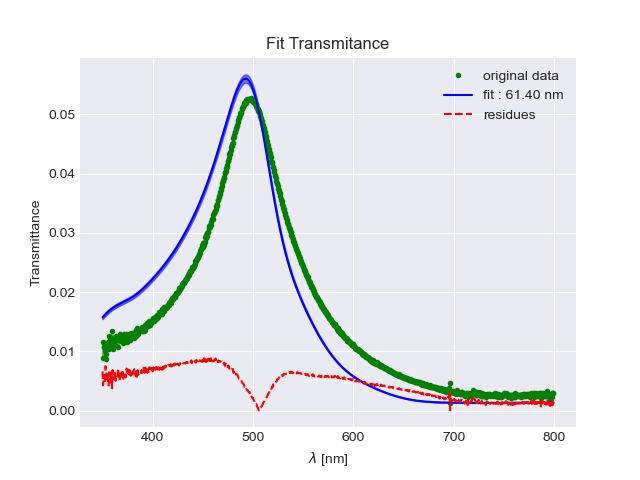 Fit Transmitance
original data
fit : 61.40 nm
residues
Transmittance
0.05
0.04
0.03
0.02
0.01
0.00
400
500
600
700
800
λ [nm]